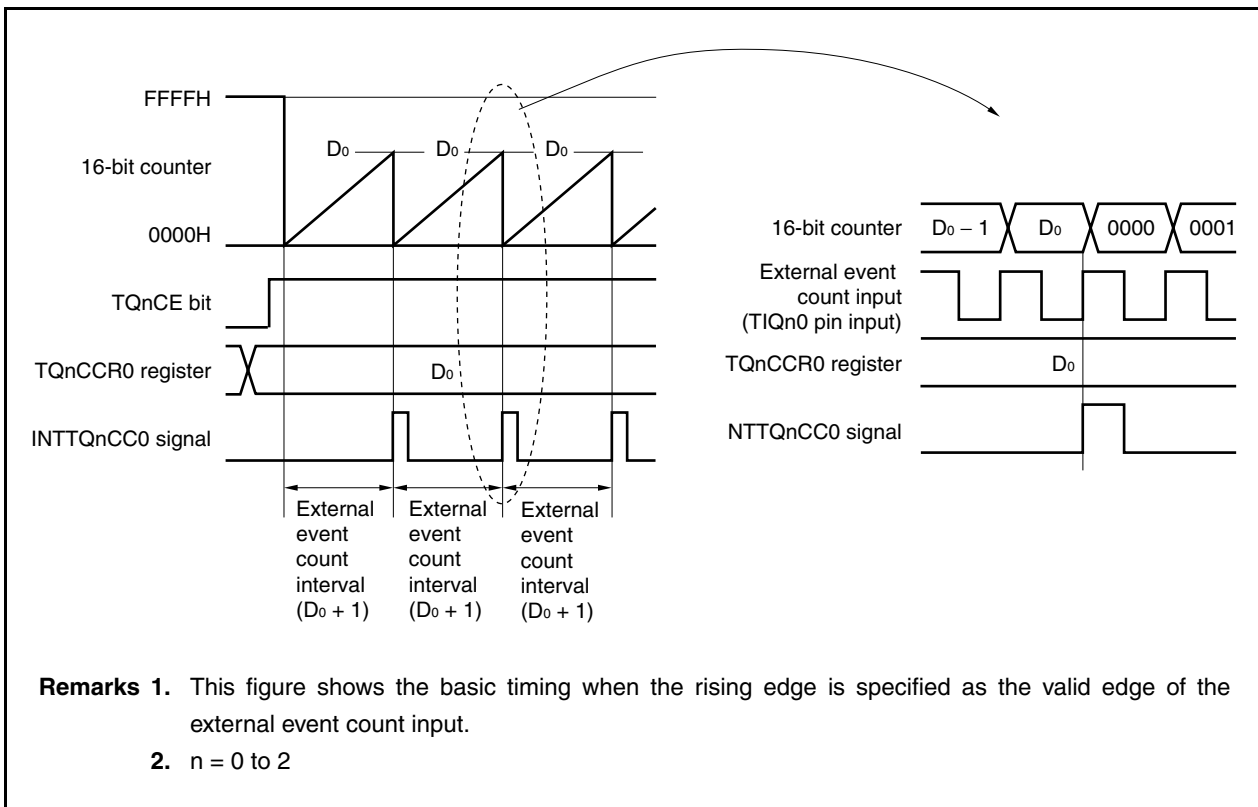 FFFFH
16-bit counter
0000H
D0 D0 D0
TQnCE bit
TQnCCR0 register
D0
INTTQnCC0 signal
External
event
count
interval
(D0 + 1)
External
event
count
interval
(D0 + 1)
External
event
count
interval
(D0 + 1)
16-bit counter
D0 − 1 D0 0000 0001
External event
count input
(TIQn0 pin input)
TQnCCR0 register
D0
NTTQnCC0 signal
Remarks 1. This figure shows the basic timing when the rising edge is specified as the valid edge of the
external event count input.
2. n = 0 to 2